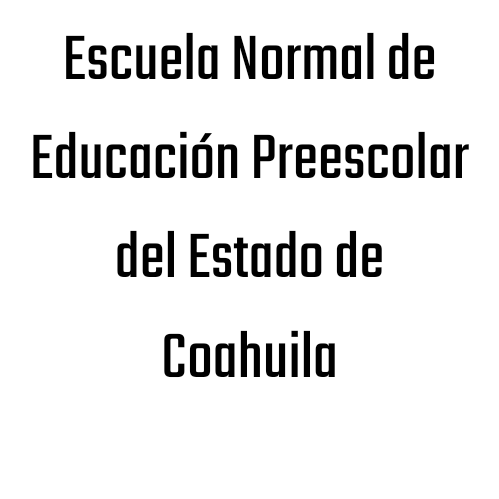 Escuela Normal de
Educación Preescolar
del Estado de
Coahuila